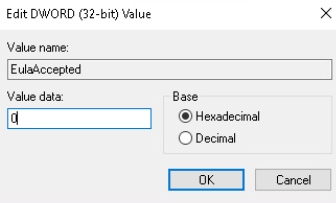 Edit DWORD (32-bit) Value
Value name:
EulaAccepted
Value data:
0
Base
Hexadecimal
Decimal
OK
Cancel